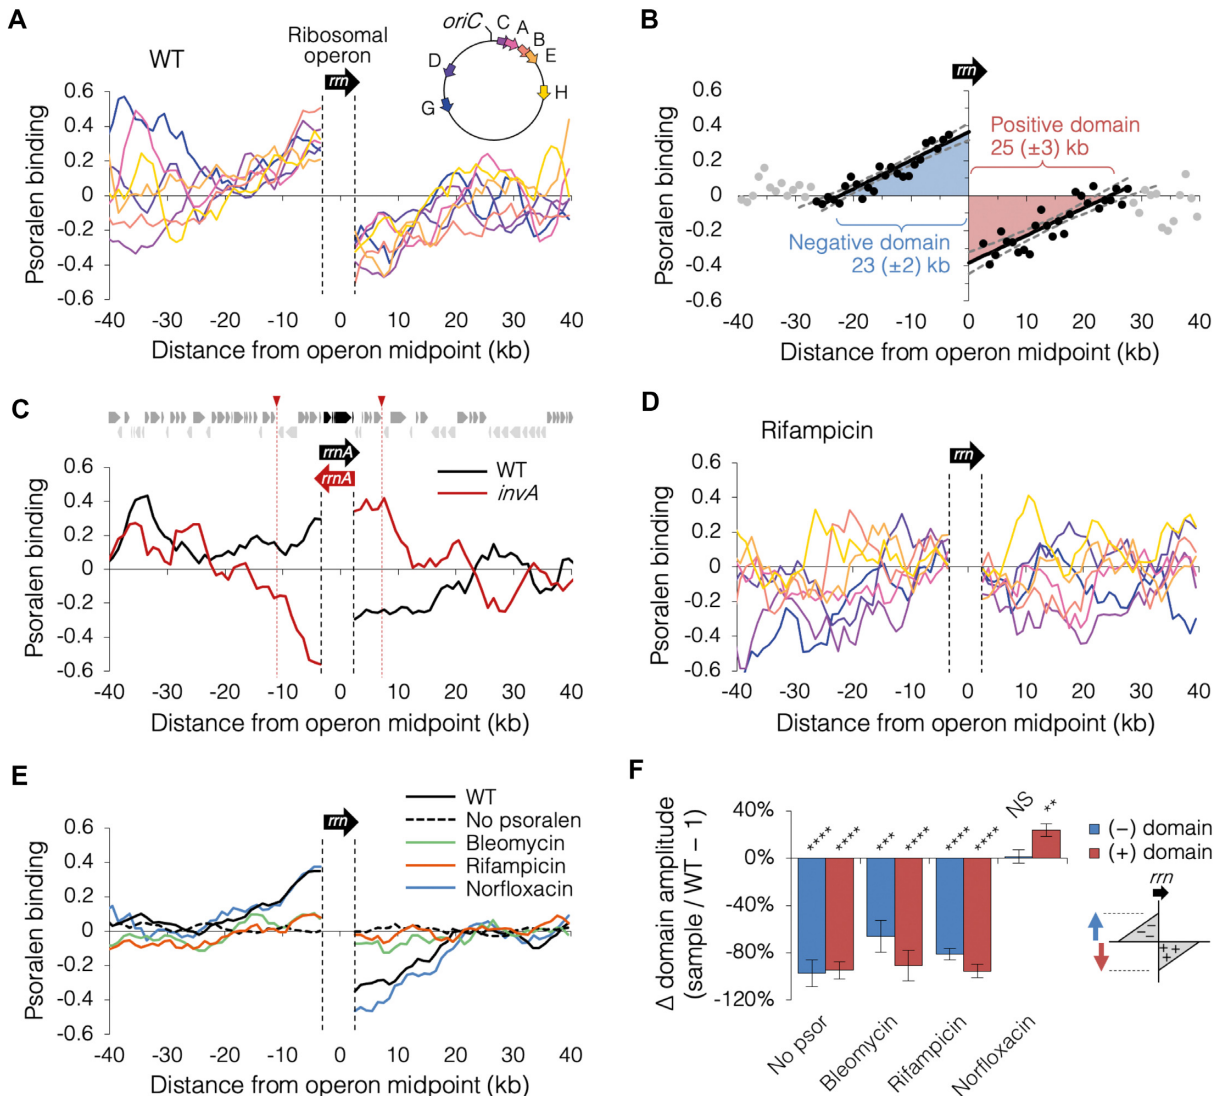 A
WT
Ribosomal
operon
rrn
oriC
C
A
B
E
H
D
G
Psoralen binding
0.6
0.4
0.2
0
-0.2
-0.4
-0.6
-40 -30 -20 -10 0 10 20 30 40
Distance from operon midpoint (kb)
B
rrn
Psoralen binding
0.6
0.4
0.2
0
-0.2
-0.4
-0.6
Positive domain
25 (±3) kb
Negative domain
23 (±2) kb
-40 -30 -20 -10 0 10 20 30 40
Distance from operon midpoint (kb)
C
rrnA
rrnA
WT
invA
Psoralen binding
0.6
0.4
0.2
0
-0.2
-0.4
-0.6
-40 -30 -20 -10 0 10 20 30 40
Distance from operon midpoint (kb)
D
Rifampicin
rrn
Psoralen binding
0.6
0.4
0.2
0
-0.2
-0.4
-0.6
-40 -30 -20 -10 0 10 20 30 40
Distance from operon midpoint (kb)
E
rrn
WT
No psoralen
Bleomycin
Rifampicin
Norfloxacin
Psoralen binding
0.6
0.4
0.2
0
-0.2
-0.4
-0.6
-40 -30 -20 -10 0 10 20 30 40
Distance from operon midpoint (kb)
F
Δ domain amplitude
(sample / WT − 1)
40%
0%
-40%
-80%
-120%
**** **** *** **** **** **** NS **
No psor
Bleomycin
Rifampicin
Norfloxacin
(−) domain
(+) domain
rrn
− − −
+ + + +